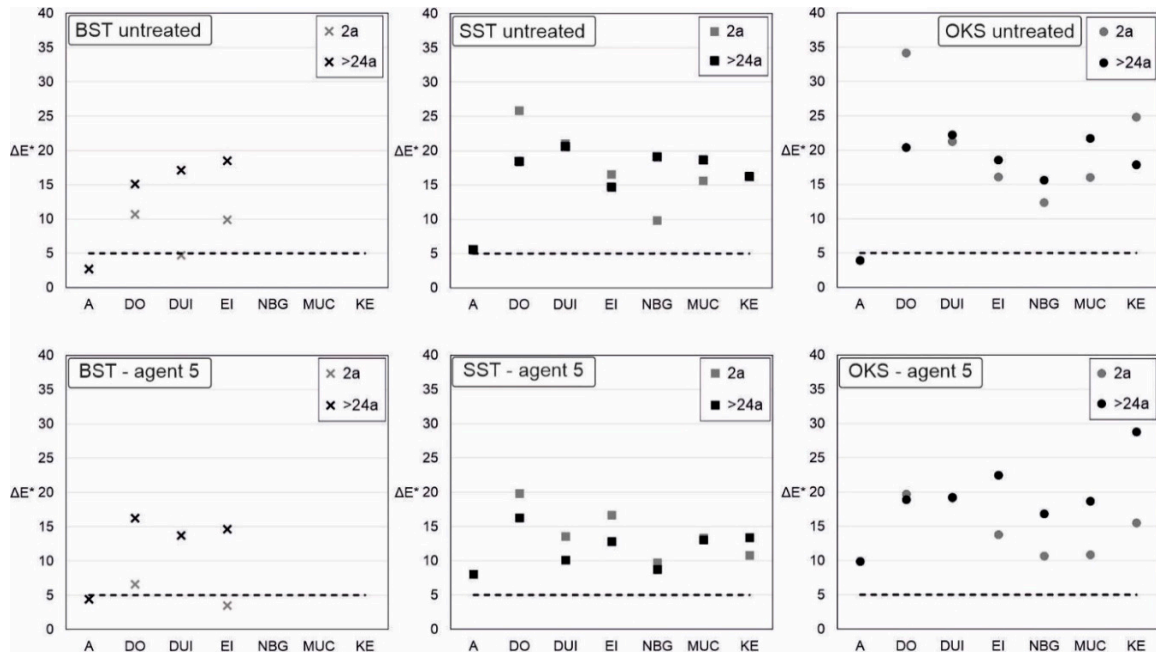 BST untreated
2a
>24a
40
35
30
25
ΔE* 20
15
10
5
0
A DO DUI EI NBG MUC KE
SST untreated
2a
>24a
40
35
30
25
ΔE* 20
15
10
5
0
A DO DUI EI NBG MUC KE
OKS untreated
2a
>24a
40
35
30
25
ΔE* 20
15
10
5
0
A DO DUI EI NBG MUC KE
BST - agent 5
2a
>24a
40
35
30
25
ΔE* 20
15
10
5
0
A DO DUI EI NBG MUC KE
SST - agent 5
2a
>24a
40
35
30
25
ΔE* 20
15
10
5
0
A DO DUI EI NBG MUC KE
OKS - agent 5
2a
>24a
40
35
30
25
ΔE* 20
15
10
5
0
A DO DUI EI NBG MUC KE